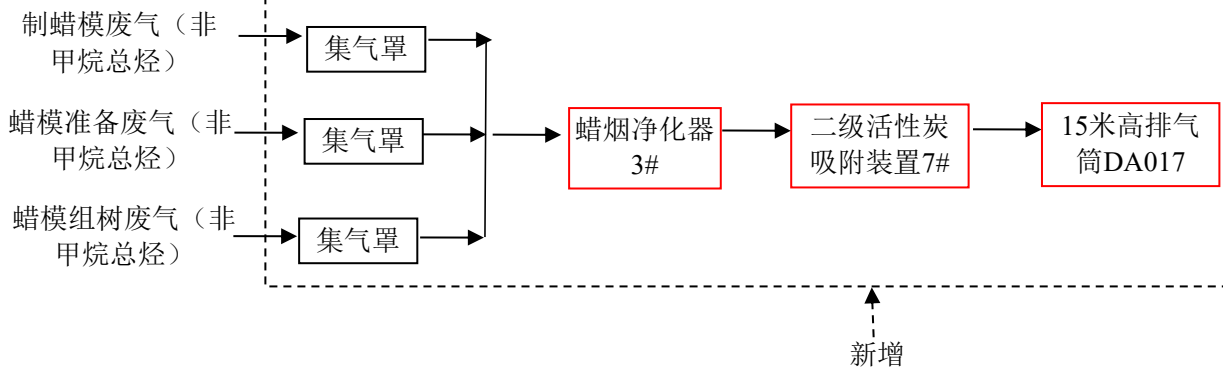 制蜡模废气（非
甲烷总烃）
集气罩
蜡模准备废气（非
甲烷总烃）
集气罩
蜡模组树废气（非
甲烷总烃）
集气罩
蜡烟净化器
3#
二级活性炭
吸附装置7#
15米高排气
筒DA017
新增